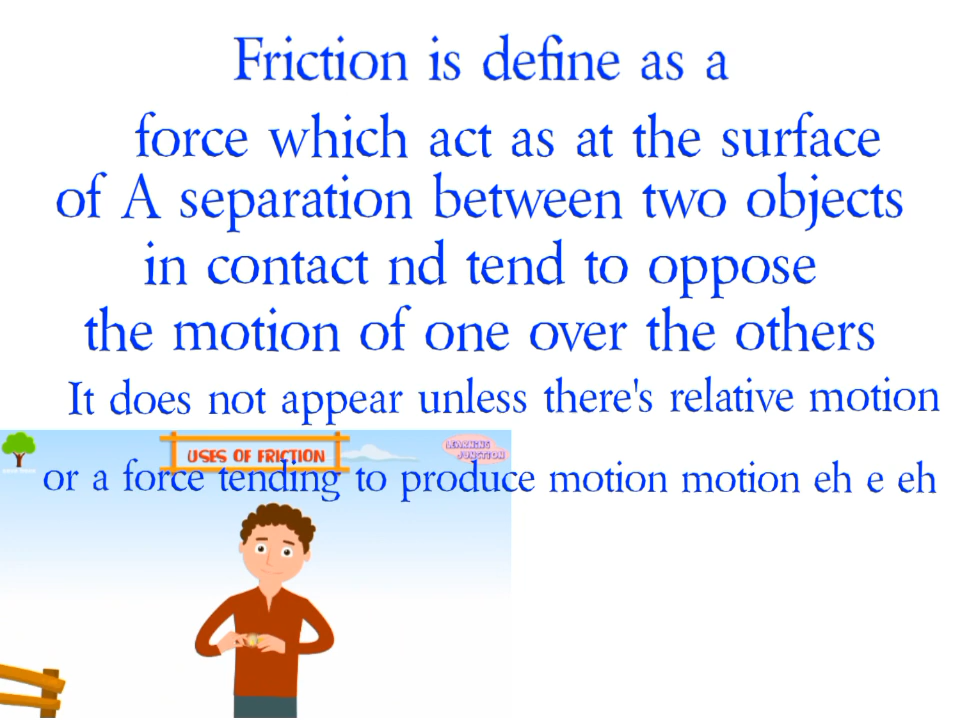 Friction is define as a
force which act as at the surface
of A separation between two objects
in contact nd tend to oppose
the motion of one over the others
It does not appear unless there's relative motion
USES OF FRICTION
LEARNING
JUNCTION
or a force tending to produce motion motion eh e eh